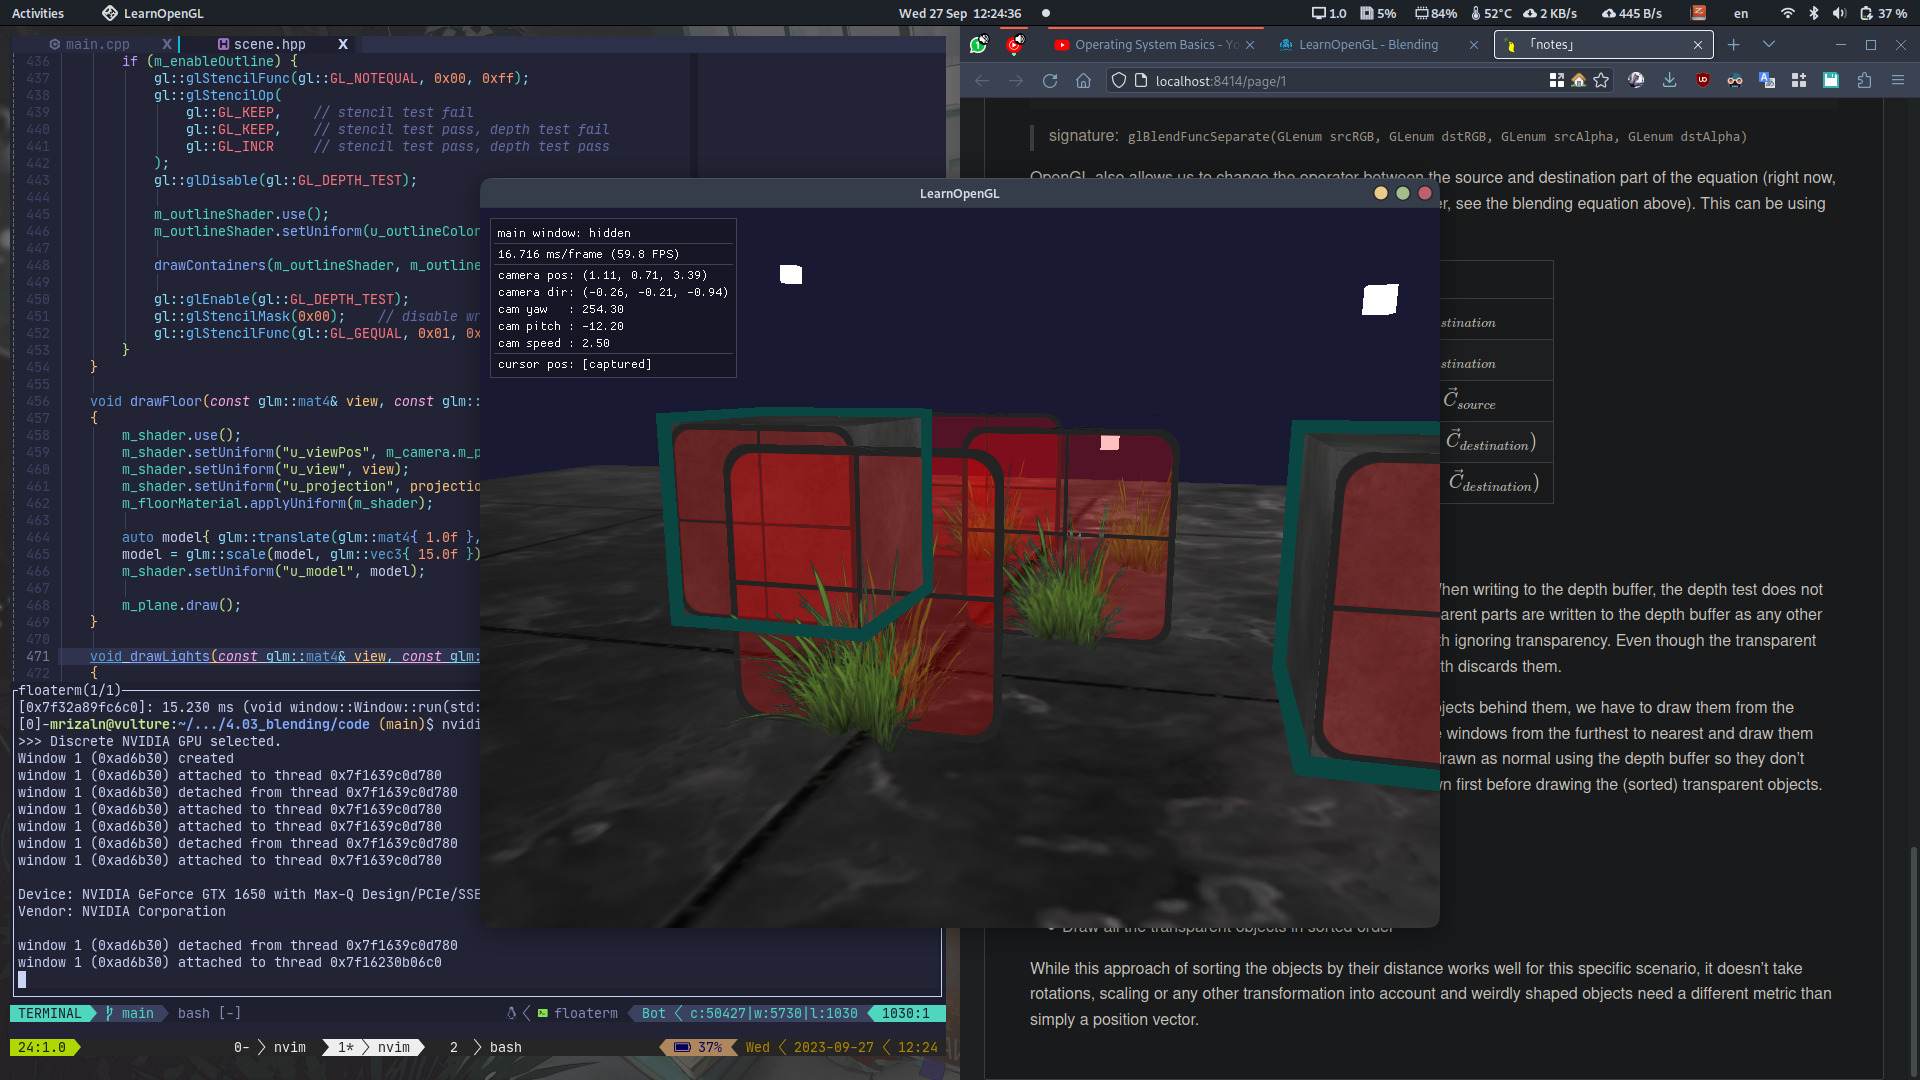 Activities
LearnOpenGL
Wed 27 Sep 12:24:36
1.0 5% 84% 52°C 2 KB/s 445 B/s en 37 %
main.cpp X scene.hpp X
436 if (m_enableOutline) {
437 gl::glStencilFunc(gl::GL_NOTEQUAL, 0x00, 0xff);
438 gl::glStencilOp(
439 gl::GL_KEEP, // stencil test fail
440 gl::GL_KEEP, // stencil test pass, depth test fail
441 gl::GL_INCR // stencil test pass, depth test pass
442 );
443 gl::glDisable(gl::GL_DEPTH_TEST);
444
445 m_outlineShader.use();
446 m_outlineShader.setUniform(u_outlineColor
447
448 drawContainers(m_outlineShader, m_outline
449
450 gl::glEnable(gl::GL_DEPTH_TEST);
451 gl::glStencilMask(0x00); // disable wr
452 gl::glStencilFunc(gl::GL_GEQUAL, 0x01, 0x
453 }
454 }
455
456 void drawFloor(const glm::mat4& view, const glm::
457 {
458 m_shader.use();
459 m_shader.setUniform("u_viewPos", m_camera.m_p
460 m_shader.setUniform("u_view", view);
461 m_shader.setUniform("u_projection", projectio
462 m_floorMaterial.applyUniform(m_shader);
463
464 auto model{ glm::translate(glm::mat4{ 1.0f },
465 model = glm::scale(model, glm::vec3{ 15.0f })
466 m_shader.setUniform("u_model", model);
467
468 m_plane.draw();
469 }
470
471 void drawLights(const glm::mat4& view, const glm:
472 {
floaterm(1/1)
[0x7f32a89fc6c0]: 15.230 ms (void window::Window::run(std:
[0]-mrizaln@vulture:~/.../4.03_blending/code (main)$ nvidi
>>> Discrete NVIDIA GPU selected.
Window 1 (0xad6b30) created
window 1 (0xad6b30) attached to thread 0x7f1639c0d780
window 1 (0xad6b30) detached from thread 0x7f1639c0d780
window 1 (0xad6b30) attached to thread 0x7f1639c0d780
window 1 (0xad6b30) attached to thread 0x7f1639c0d780
window 1 (0xad6b30) detached from thread 0x7f1639c0d780
window 1 (0xad6b30) attached to thread 0x7f1639c0d780
Device: NVIDIA GeForce GTX 1650 with Max-Q Design/PCIe/SSE
Vendor: NVIDIA Corporation
window 1 (0xad6b30) detached from thread 0x7f1639c0d780
window 1 (0xad6b30) attached to thread 0x7f16230b06c0
TERMINAL main bash [-] floaterm Bot c:50427|w:5730|l:1030 1030:1
24:1.0 0- nvim 1* nvim 2 bash 37% Wed 2023-09-27 12:24
LearnOpenGL
main window: hidden
16.716 ms/frame (59.8 FPS)
camera pos: (1.11, 0.71, 3.39)
camera dir: (-0.26, -0.21, -0.94)
cam yaw : 254.30
cam pitch : -12.20
cam speed : 2.50
cursor pos: [captured]
Operating System Basics - Yo
LearnOpenGL - Blending
「notes」
localhost:8414/page/1
signature: glBlendFuncSeparate(GLenum srcRGB, GLenum dstRGB, GLenum srcAlpha, GLenum dstAlpha)
OpenGL also allows us to change the operator between the source and destination part of the equation (right now,
r, see the blending equation above). This can be using
stination
stination
C source
C destination)
C destination)
hen writing to the depth buffer, the depth test does not
arent parts are written to the depth buffer as any other
h ignoring transparency. Even though the transparent
th discards them.
jects behind them, we have to draw them from the
windows from the furthest to nearest and draw them
drawn as normal using the depth buffer so they don't
n first before drawing the (sorted) transparent objects.
Draw all the transparent objects in sorted order
While this approach of sorting the objects by their distance works well for this specific scenario, it doesn't take
rotations, scaling or any other transformation into account and weirdly shaped objects need a different metric than
simply a position vector.